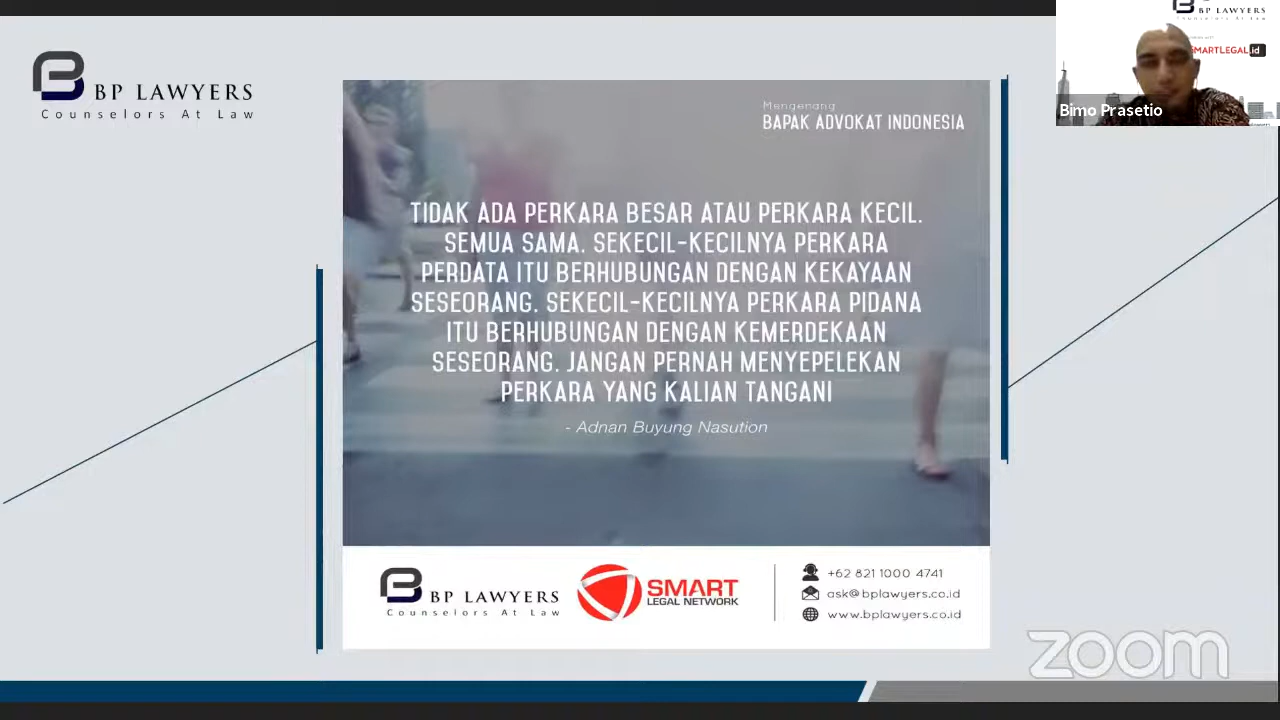 BP LAWYERS
Counselors At Law
BP LAWYERS
Counselors At Law
SMARTLEGAL.id
Bimo Prasetio
Mengenang
BAPAK ADVOKAT INDONESIA
TIDAK ADA PERKARA BESAR ATAU PERKARA KECIL.
SEMUA SAMA. SEKECIL-KECILNYA PERKARA
PERDATA ITU BERHUBUNGAN DENGAN KEKAYAAN
SESEORANG. SEKECIL-KECILNYA PERKARA PIDANA
ITU BERHUBUNGAN DENGAN KEMERDEKAAN
SESEORANG. JANGAN PERNAH MENYEPELEKAN
PERKARA YANG KALIAN TANGANI
- Adnan Buyung Nasution
BP LAWYERS
Counselors At Law
SMART
LEGAL NETWORK
+62 821 1000 4741
ask@bplawyers.co.id
www.bplawyers.co.id
zoom